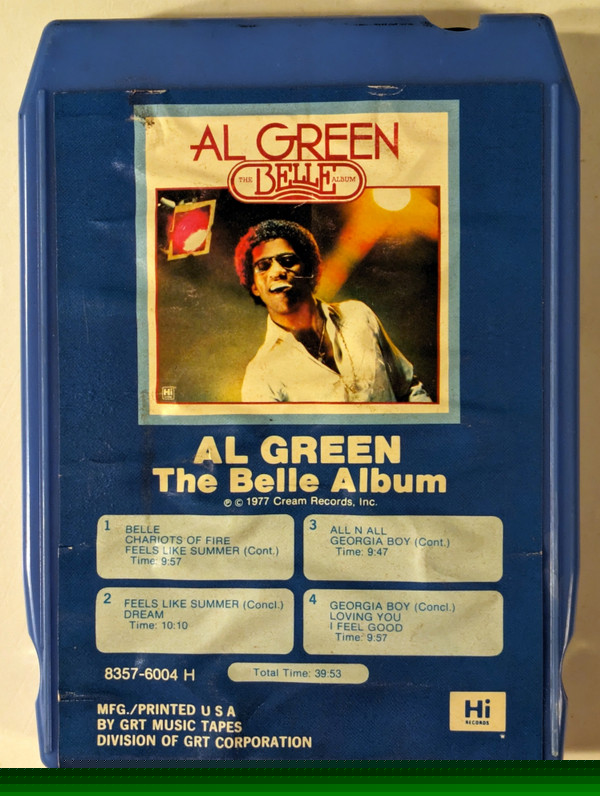 AL GREEN
THE BELLE ALBUM
Hi
AL GREEN
The Belle Album
℗ © 1977 Cream Records, Inc.
1 BELLE
CHARIOTS OF FIRE
FEELS LIKE SUMMER (Cont.)
Time: 9:57
2 FEELS LIKE SUMMER (Concl.)
DREAM
Time: 10:10
3 ALL N ALL
GEORGIA BOY (Cont.)
Time: 9:47
4 GEORGIA BOY (Concl.)
LOVING YOU
I FEEL GOOD
Time: 9:57
8357-6004 H
Total Time: 39:53
MFG./PRINTED U S A
BY GRT MUSIC TAPES
DIVISION OF GRT CORPORATION
Hi
RECORDS
TM